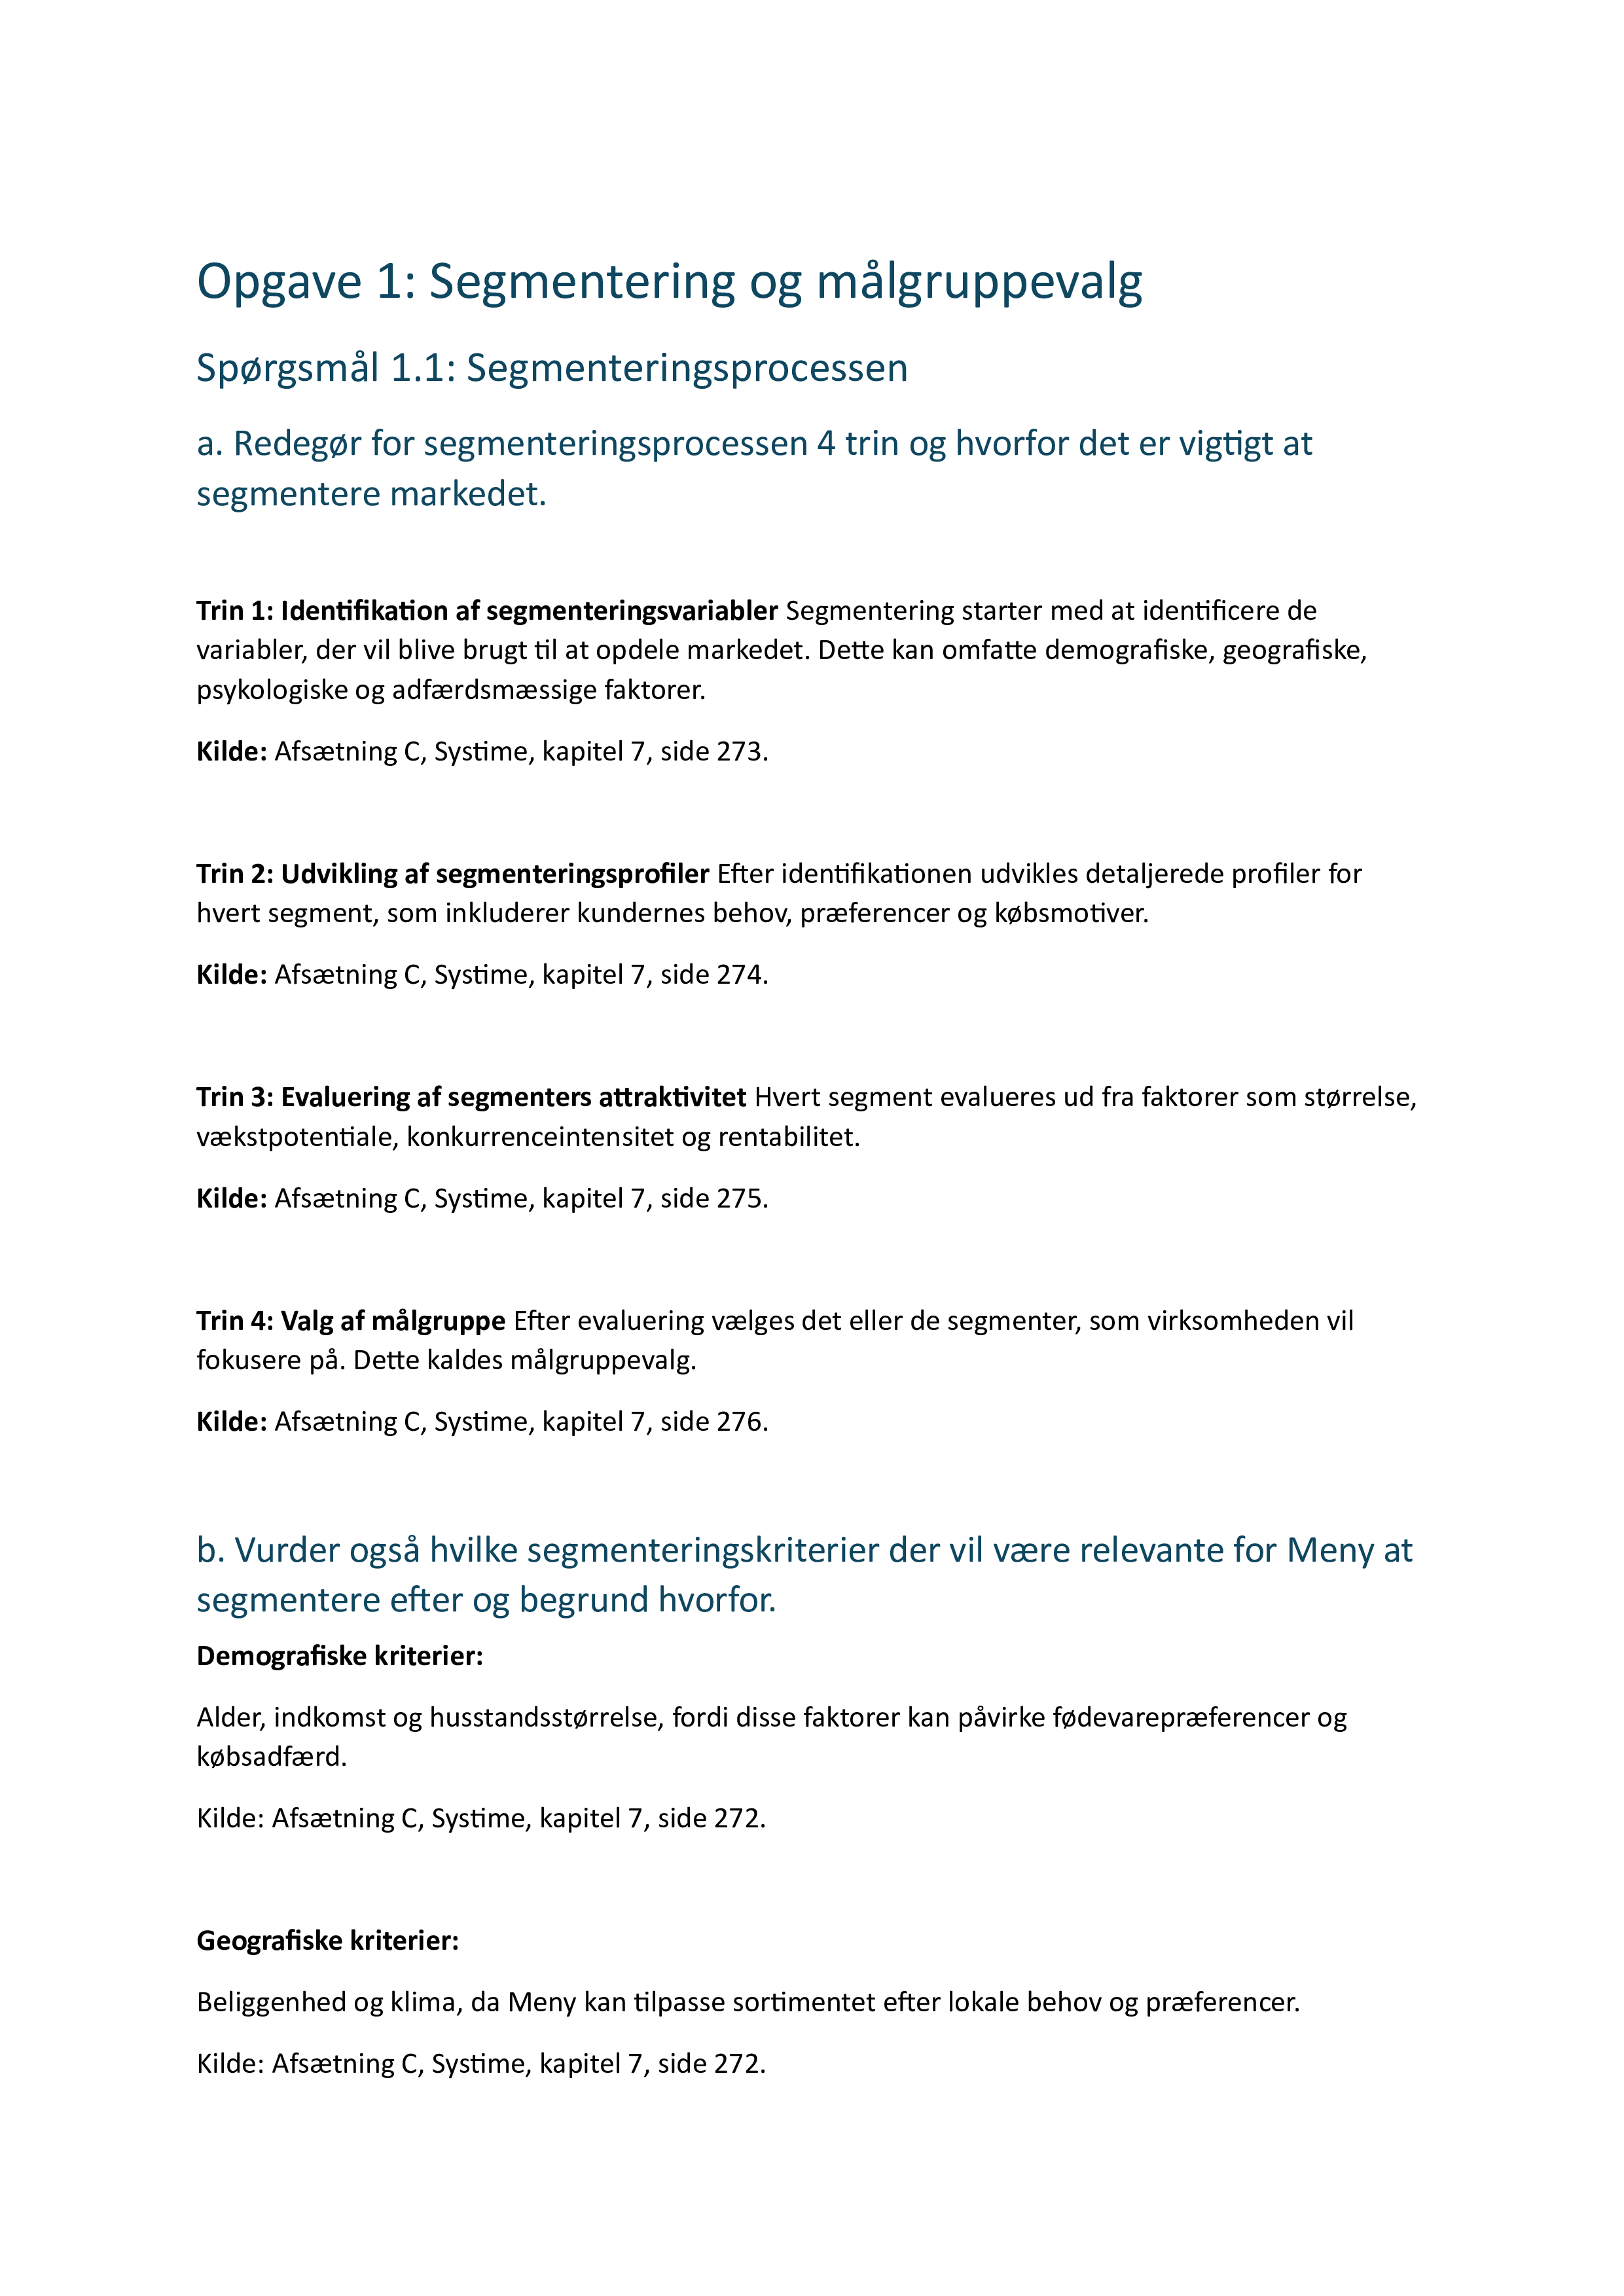 Opgave 1: Segmentering og målgruppevalg
Spørgsmål 1.1: Segmenteringsprocessen
a. Redegør for segmenteringsprocessen 4 trin og hvorfor det er vigtigt at
segmentere markedet.
Trin 1: Identifikation af segmenteringsvariabler Segmentering starter med at identificere de
variabler, der vil blive brugt til at opdele markedet. Dette kan omfatte demografiske, geografiske,
psykologiske og adfærdsmæssige faktorer.
Kilde: Afsætning C, Systime, kapitel 7, side 273.
Trin 2: Udvikling af segmenteringsprofiler Efter identifikationen udvikles detaljerede profiler for
hvert segment, som inkluderer kundernes behov, præferencer og købsmotiver.
Kilde: Afsætning C, Systime, kapitel 7, side 274.
Trin 3: Evaluering af segmenters attraktivitet Hvert segment evalueres ud fra faktorer som størrelse,
vækstpotentiale, konkurrenceintensitet og rentabilitet.
Kilde: Afsætning C, Systime, kapitel 7, side 275.
Trin 4: Valg af målgruppe Efter evaluering vælges det eller de segmenter, som virksomheden vil
fokusere på. Dette kaldes målgruppevalg.
Kilde: Afsætning C, Systime, kapitel 7, side 276.
b. Vurder også hvilke segmenteringskriterier der vil være relevante for Meny at
segmentere efter og begrund hvorfor.
Demografiske kriterier:
Alder, indkomst og husstandsstørrelse, fordi disse faktorer kan påvirke fødevarepræferencer og
købsadfærd.
Kilde: Afsætning C, Systime, kapitel 7, side 272.
Geografiske kriterier:
Beliggenhed og klima, da Meny kan tilpasse sortimentet efter lokale behov og præferencer.
Kilde: Afsætning C, Systime, kapitel 7, side 272.